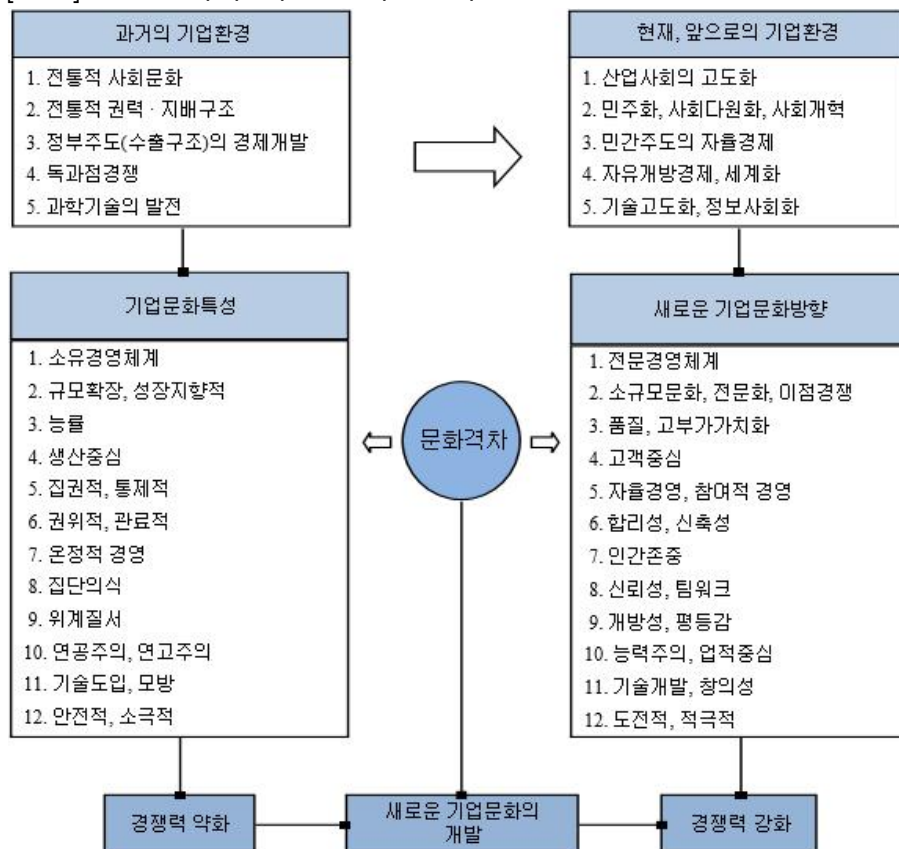 과거의 기업환경
1. 전통적 사회문화
2. 전통적 권력 · 지배구조
3. 정부주도(수출구조)의 경제개발
4. 독과점경쟁
5. 과학기술의 발전
현재, 앞으로의 기업환경
1. 산업사회의 고도화
2. 민주화, 사회다원화, 사회개혁
3. 민간주도의 자율경제
4. 자유개방경제, 세계화
5. 기술고도화, 정보사회화
기업문화특성
1. 소유경영체계
2. 규모확장, 성장지향적
3. 능률
4. 생산중심
5. 집권적, 통제적
6. 권위적, 관료적
7. 온정적 경영
8. 집단의식
9. 위계질서
10. 연공주의, 연고주의
11. 기술도입, 모방
12. 안전적, 소극적
문화격차
새로운 기업문화방향
1. 전문경영체계
2. 소규모문화, 전문화, 이점경쟁
3. 품질, 고부가가치화
4. 고객중심
5. 자율경영, 참여적 경영
6. 합리성, 신축성
7. 인간존중
8. 신뢰성, 팀워크
9. 개방성, 평등감
10. 능력주의, 업적중심
11. 기술개발, 창의성
12. 도전적, 적극적
경쟁력 약화
새로운 기업문화의
개발
경쟁력 강화